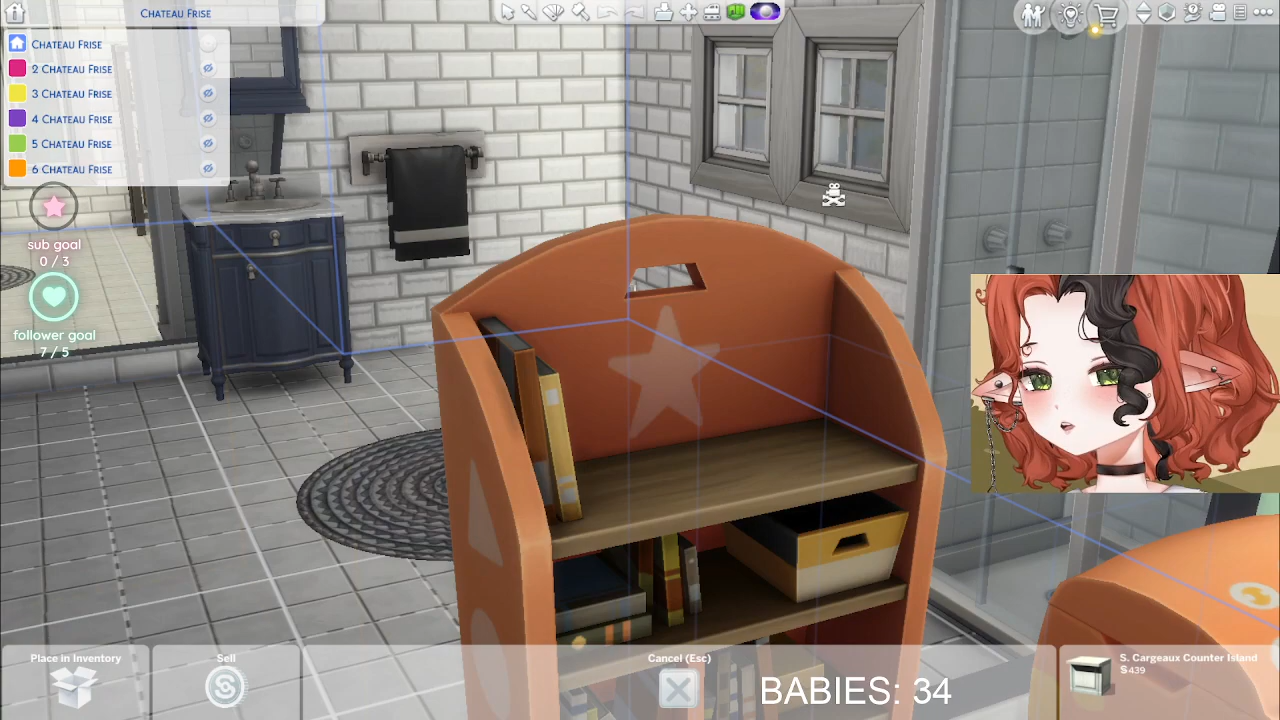 CHATEAU FRISE
CHATEAU FRISE
2 CHATEAU FRISE
3 CHATEAU FRISE
4 CHATEAU FRISE
5 CHATEAU FRISE
6 CHATEAU FRISE
sub goal
0 / 3
follower goal
7 / 5
Place in Inventory
Sell
Cancel (Esc)
BABIES: 34
S. Cargeaux Counter Island
§439